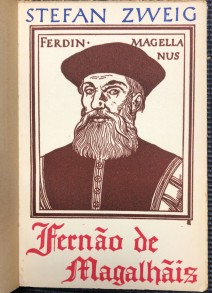 STEFAN ZWEIG
FERDIN· MAGELLA
NUS
Fernão de
Magalhãis